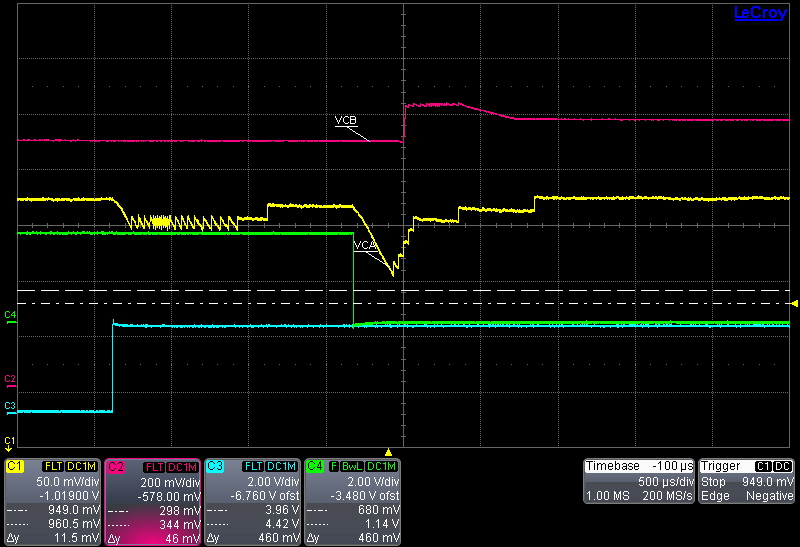 LeCroy
VCB
VCA
C4
C2
C3
C1
C1 FLT DC1M
50.0 mV/div
-1.01900 V
949.0 mV
960.5 mV
Δy 11.5 mV
C2 FLT DC1M
200 mV/div
-578.00 mV
298 mV
344 mV
Δy 46 mV
C3 FLT DC1M
2.00 V/div
-6.760 V ofst
3.96 V
4.42 V
Δy 460 mV
C4 F BwL DC1M
2.00 V/div
-3.480 V ofst
680 mV
1.14 V
Δy 460 mV
Timebase -100 µs
500 µs/div
1.00 MS 200 MS/s
Trigger C1 DC
Stop 949.0 mV
Edge Negative